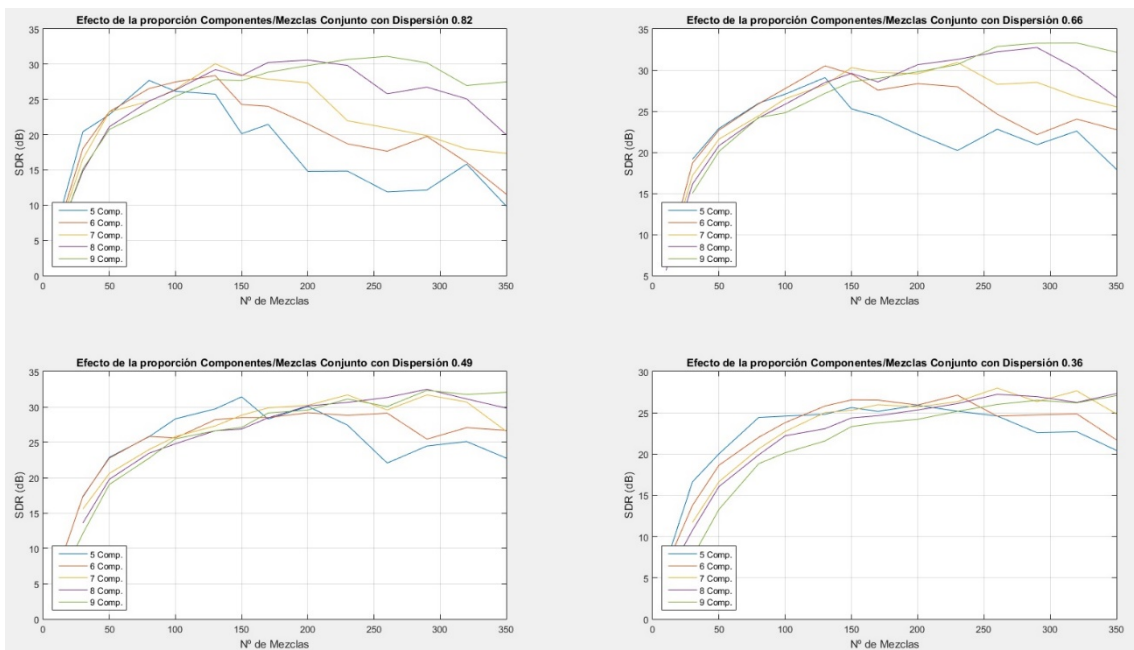 Efecto de la proporción Componentes/Mezclas Conjunto con Dispersión 0.82
35
30
25
20
15
10
5
0
SDR (dB)
5 Comp.
6 Comp.
7 Comp.
8 Comp.
9 Comp.
0 50 100 150 200 250 300 350
Nº de Mezclas
Efecto de la proporción Componentes/Mezclas Conjunto con Dispersión 0.66
35
30
25
20
15
10
5
SDR (dB)
5 Comp.
6 Comp.
7 Comp.
8 Comp.
9 Comp.
0 50 100 150 200 250 300 350
Nº de Mezclas
Efecto de la proporción Componentes/Mezclas Conjunto con Dispersión 0.49
35
30
25
20
15
10
5
0
SDR (dB)
5 Comp.
6 Comp.
7 Comp.
8 Comp.
9 Comp.
0 50 100 150 200 250 300 350
Nº de Mezclas
Efecto de la proporción Componentes/Mezclas Conjunto con Dispersión 0.36
30
25
20
15
10
5
0
SDR (dB)
5 Comp.
6 Comp.
7 Comp.
8 Comp.
9 Comp.
0 50 100 150 200 250 300 350
Nº de Mezclas